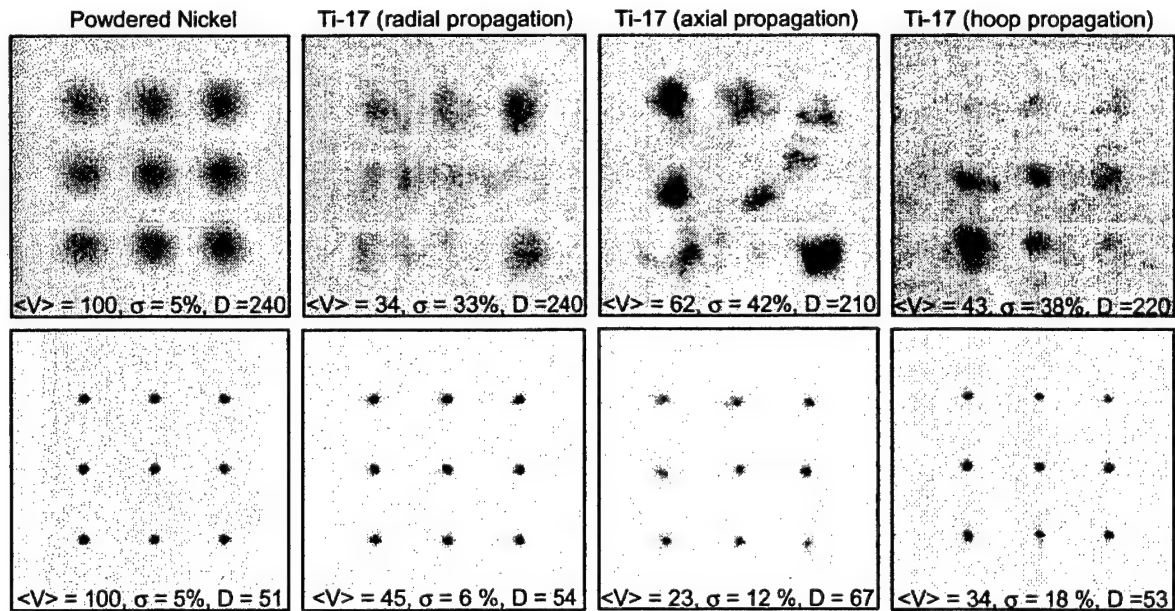 Powdered Nickel
Ti-17 (radial propagation)
Ti-17 (axial propagation)
Ti-17 (hoop propagation)
<V> = 100, σ = 5%, D =240
<V> = 34, σ = 33%, D =240
<V> = 62, σ = 42%, D =210
<V> = 43, σ = 38%, D =220
<V> = 100, σ = 5%, D = 51
<V> = 45, σ = 6 %, D = 54
<V> = 23, σ = 12 %, D = 67
<V> = 34, σ = 18 %, D = 53